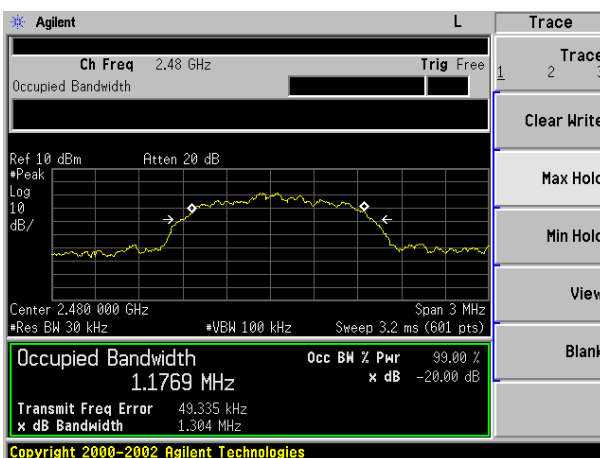 Agilent L Trace
Ch Freq 2.48 GHz Trig Free
Occupied Bandwidth
Trace
1 2 3
Clear Write
Max Hold
Min Hold
View
Blank
Ref 10 dBm Atten 20 dB
#Peak
Log
10
dB/
Center 2.480 000 GHz Span 3 MHz
#Res BW 30 kHz #VBW 100 kHz Sweep 3.2 ms (601 pts)
Occupied Bandwidth Occ BW % Pwr 99.00 %
1.1769 MHz x dB -20.00 dB
Transmit Freq Error 49.335 kHz
x dB Bandwidth 1.304 MHz
Copyright 2000-2002 Agilent Technologies